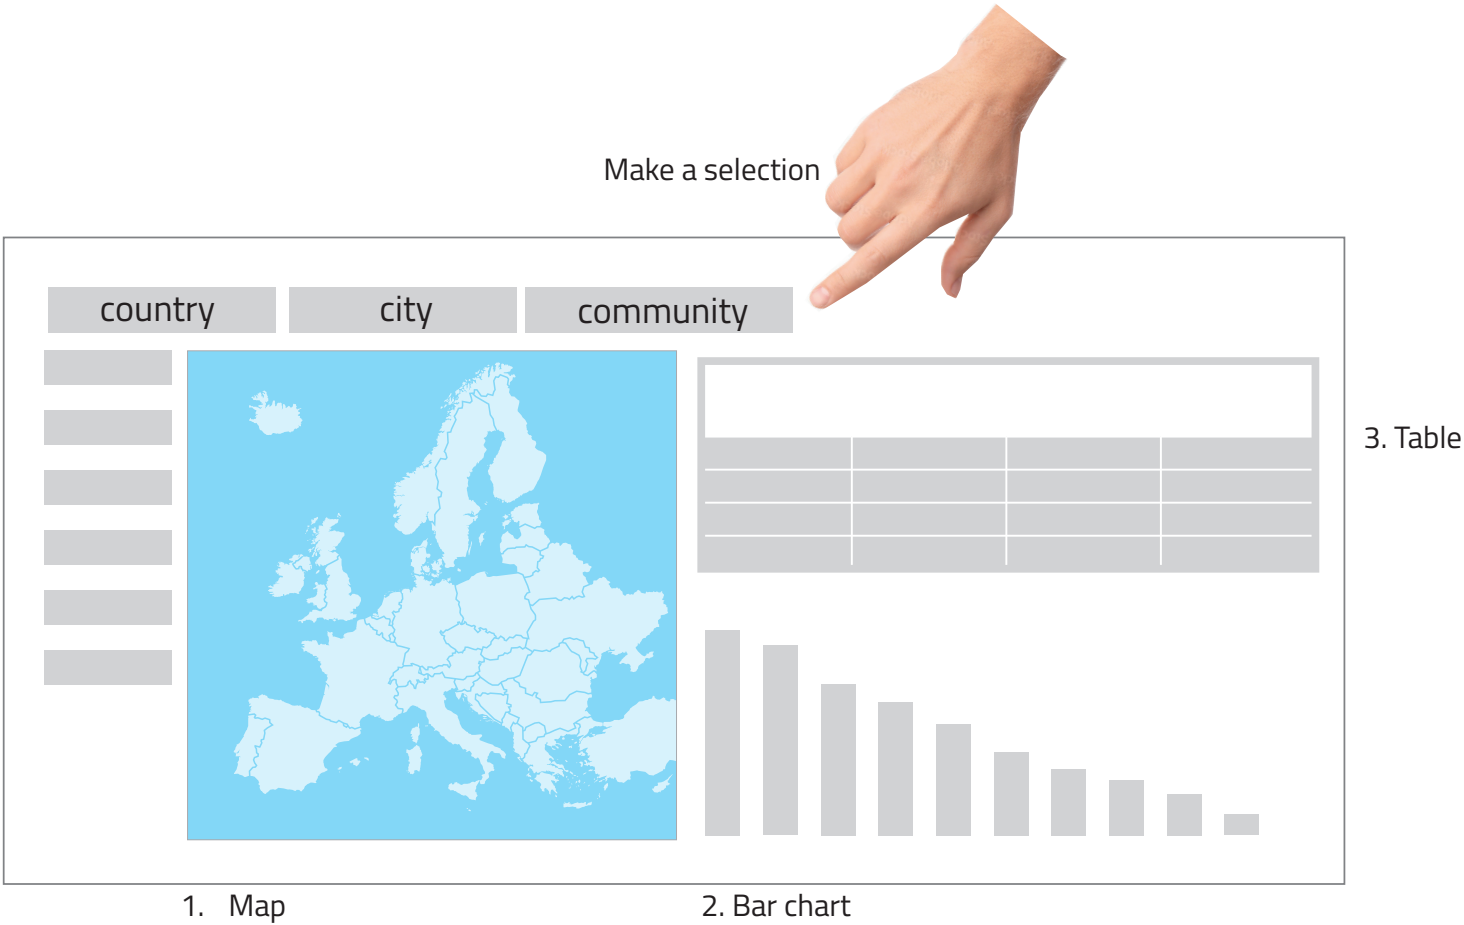 Make a selection
country
city
community
3. Table
1. Map
2. Bar chart